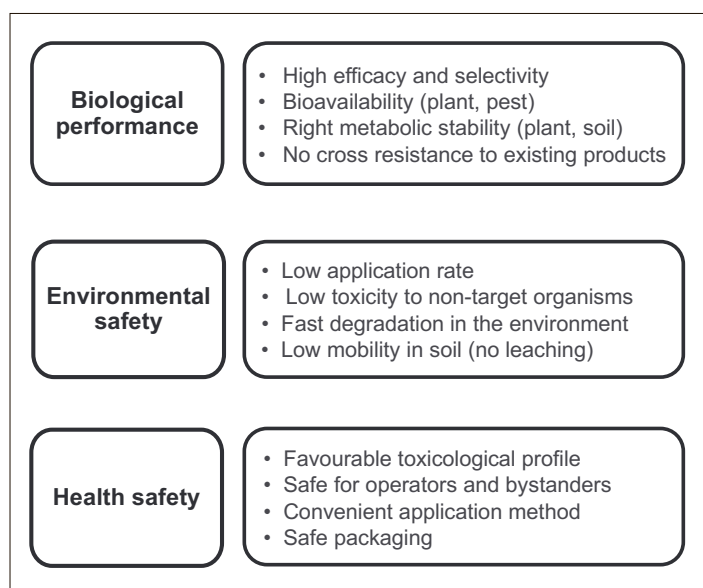 Biological
performance
• High efficacy and selectivity
• Bioavailability (plant, pest)
• Right metabolic stability (plant, soil)
• No cross resistance to existing products
Environmental
safety
• Low application rate
• Low toxicity to non-target organisms
• Fast degradation in the environment
• Low mobility in soil (no leaching)
Health safety
• Favourable toxicological profile
• Safe for operators and bystanders
• Convenient application method
• Safe packaging